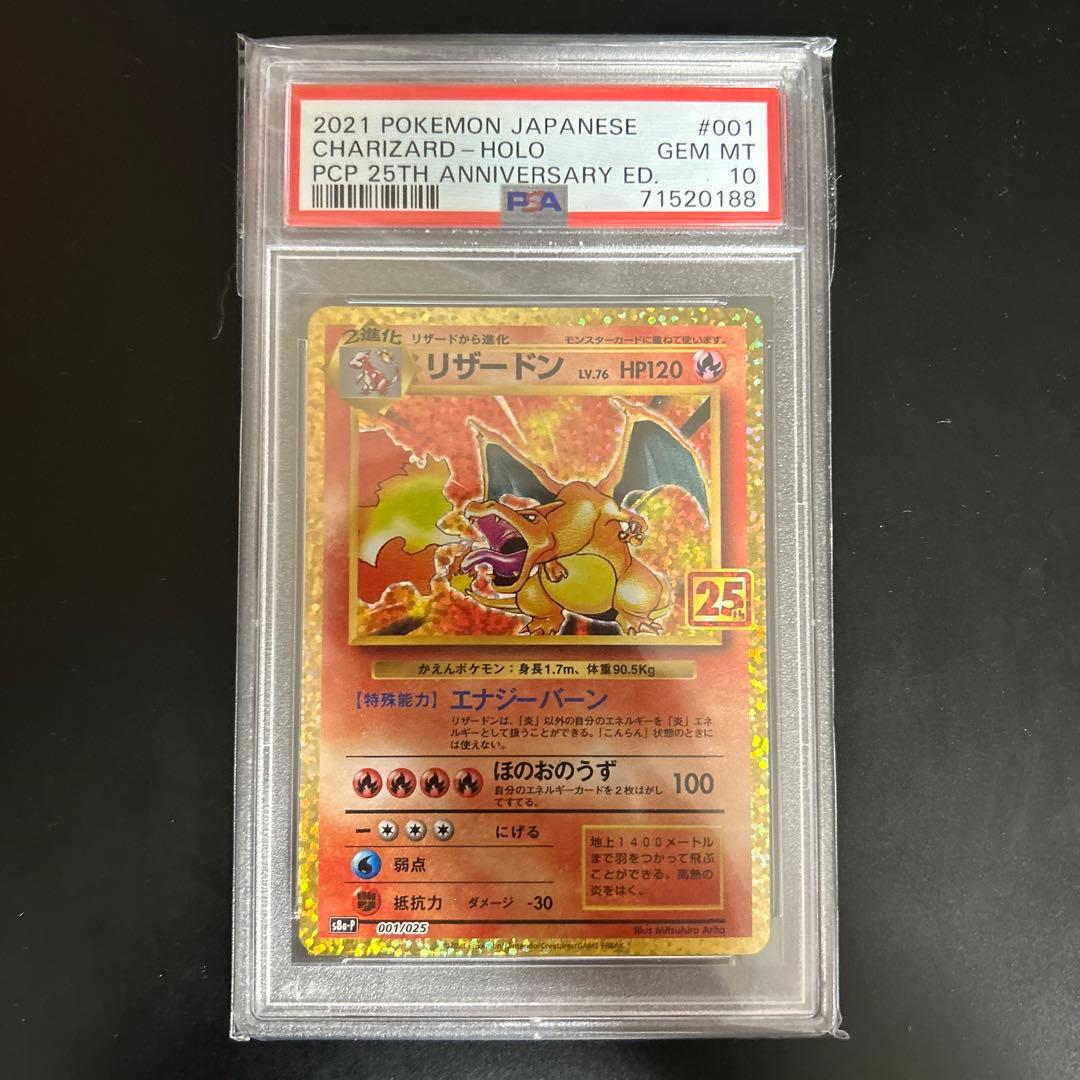 2021 POKEMON JAPANESE #001
CHARIZARD-HOLO GEM MT
PCP 25TH ANNIVERSARY ED. 10
PSA 71520188
2進化 リザードから進化 モンスターカードに重ねて使います。
リザードン LV.76 HP120
25th
かえんポケモン：身長1.7m、体重90.5Kg
【特殊能力】エナジーバーン
リザードンは、「炎」以外の自分のエネルギーを「炎」エネ
ルギーとして扱うことができる。「こんらん」状態のときに
は使えない。
ほのおのうず 100
自分のエネルギーカードを２枚はがし
てすてる。
にげる
弱点
抵抗力 ダメージ -30
地上１４００メートル
まで羽をつかって飛ぶ
ことができる。高熱の
炎をはく。
s8a-P 001/025 Illus Mitsuhiro Arita
Nintendo/Creatures/GAME FREAK